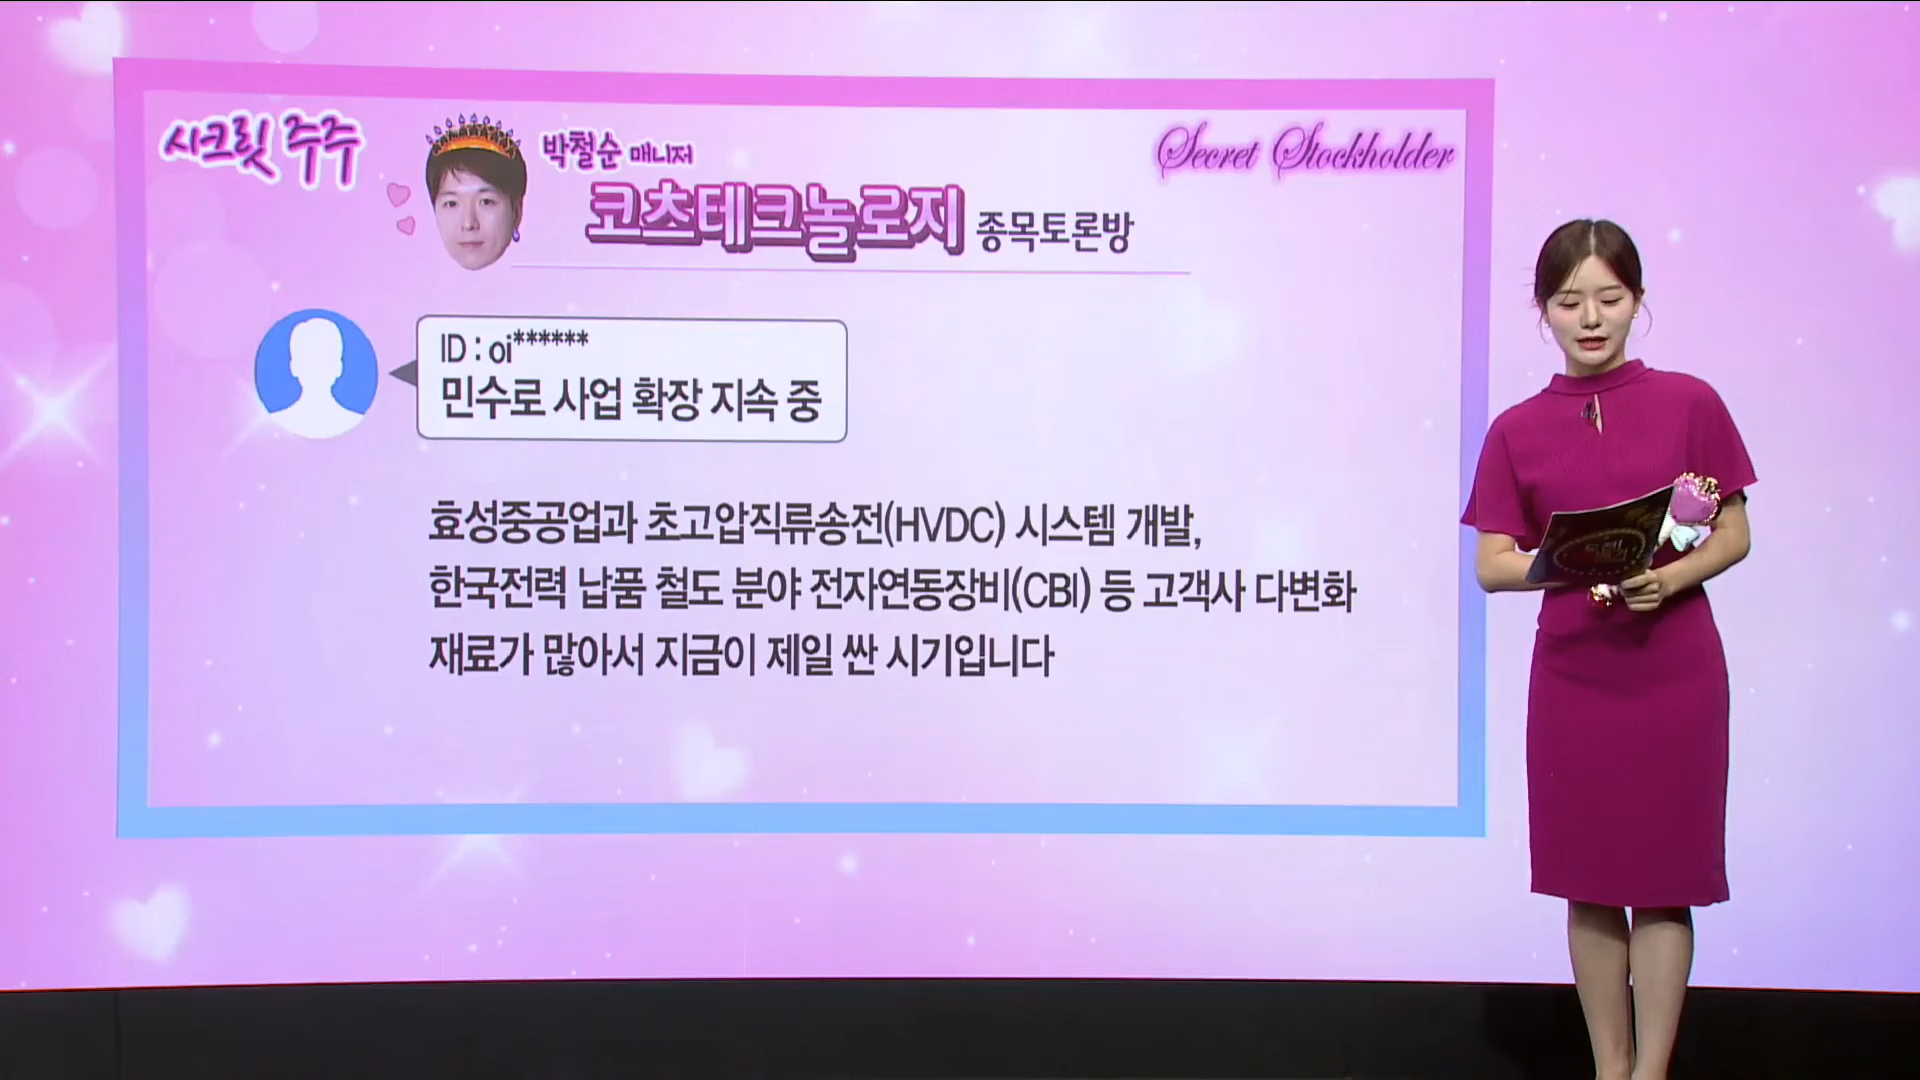 시크릿 주주
박철순 매니저
Secret Stockholder
코츠테크놀로지 종목토론방
ID : oi******
민수로 사업 확장 지속 중
효성중공업과 초고압직류송전(HVDC) 시스템 개발,
한국전력 납품 철도 분야 전자연동장비(CBI) 등 고객사 다변화
재료가 많아서 지금이 제일 싼 시기입니다